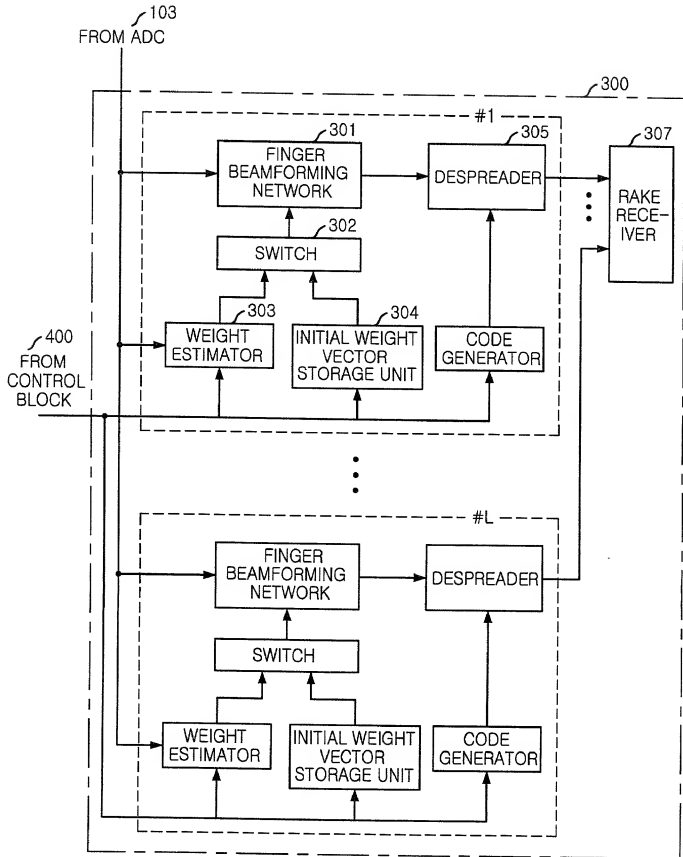 103
FROM ADC
300
#1
301
FINGER
BEAMFORMING
NETWORK
305
DESPREADER
307
RAKE
RECE-
IVER
302
SWITCH
303
WEIGHT
ESTIMATOR
304
INITIAL WEIGHT
VECTOR
STORAGE UNIT
CODE
GENERATOR
400
FROM
CONTROL
BLOCK
#L
FINGER
BEAMFORMING
NETWORK
DESPREADER
SWITCH
WEIGHT
ESTIMATOR
INITIAL WEIGHT
VECTOR
STORAGE UNIT
CODE
GENERATOR